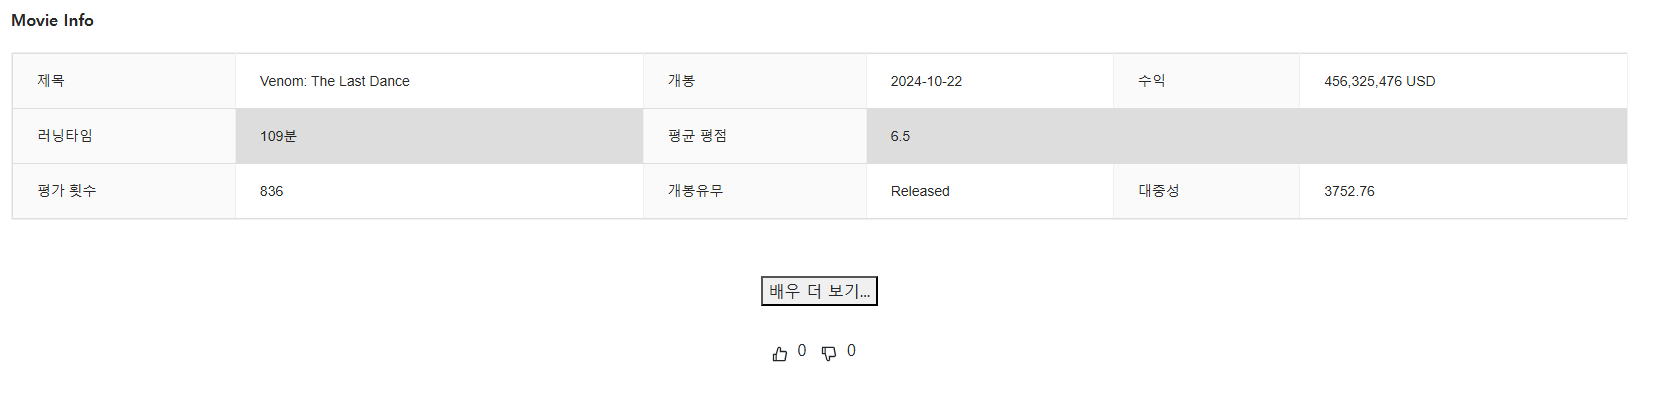 Movie Info
제목 Venom: The Last Dance 개봉 2024-10-22 수익 456,325,476 USD
러닝타임 109분 평균 평점 6.5
평가 횟수 836 개봉유무 Released 대중성 3752.76
배우 더 보기...
0 0